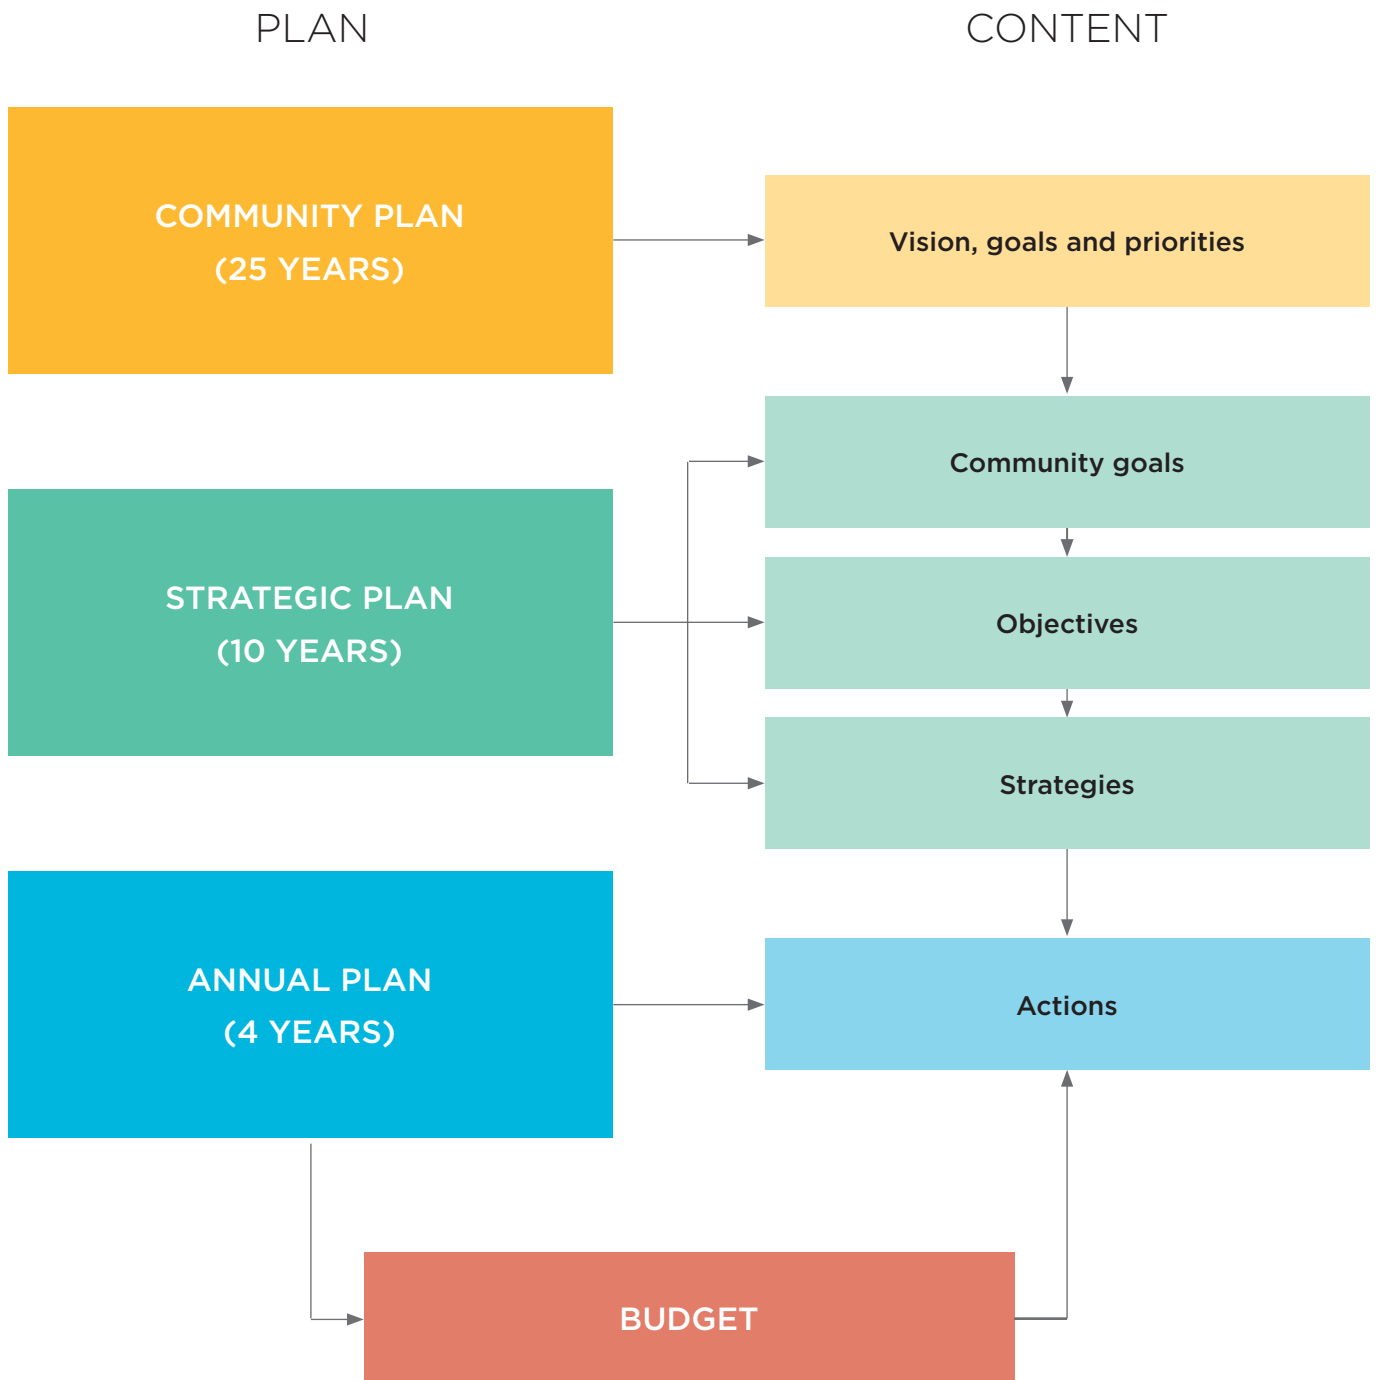 PLAN
CONTENT
COMMUNITY PLAN
(25 YEARS)
Vision, goals and priorities
Community goals
STRATEGIC PLAN
(10 YEARS)
Objectives
Strategies
ANNUAL PLAN
(4 YEARS)
Actions
BUDGET